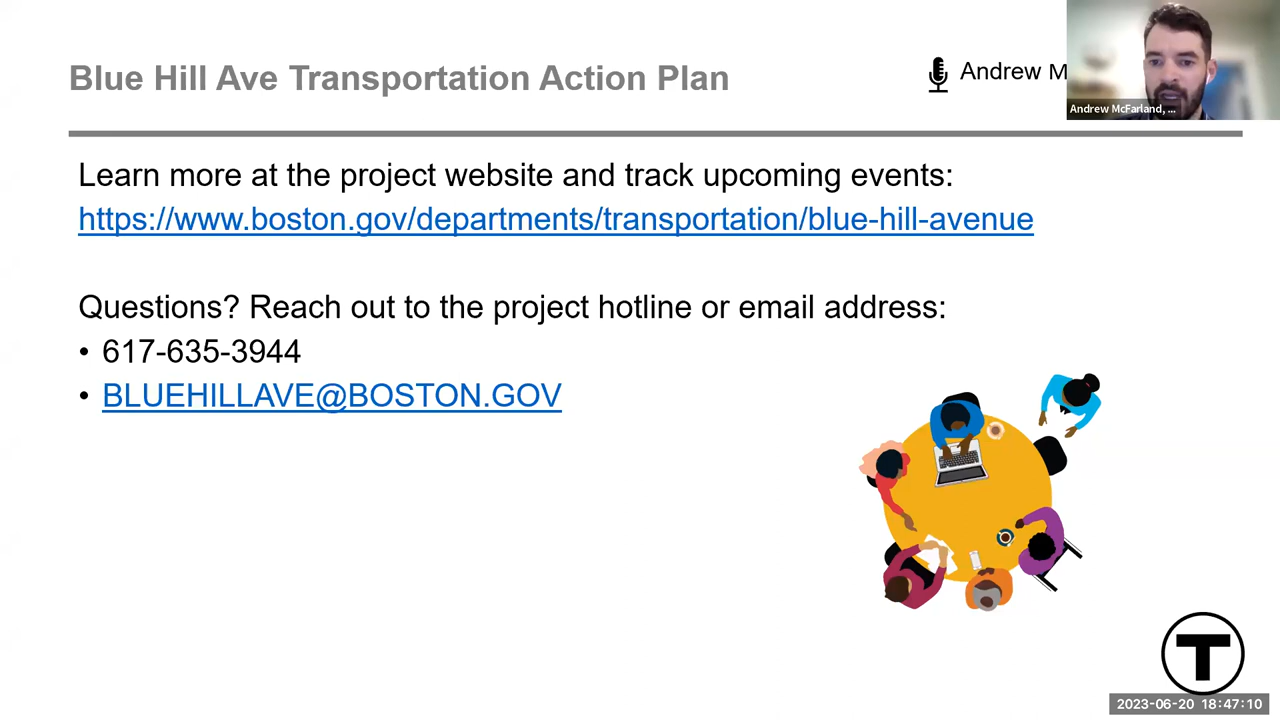 Blue Hill Ave Transportation Action Plan
Andrew M
Andrew McFarland, ...
Learn more at the project website and track upcoming events:
https://www.boston.gov/departments/transportation/blue-hill-avenue
Questions? Reach out to the project hotline or email address:
• 617-635-3944
• BLUEHILLAVE@BOSTON.GOV
T
2023-06-20 18:47:10